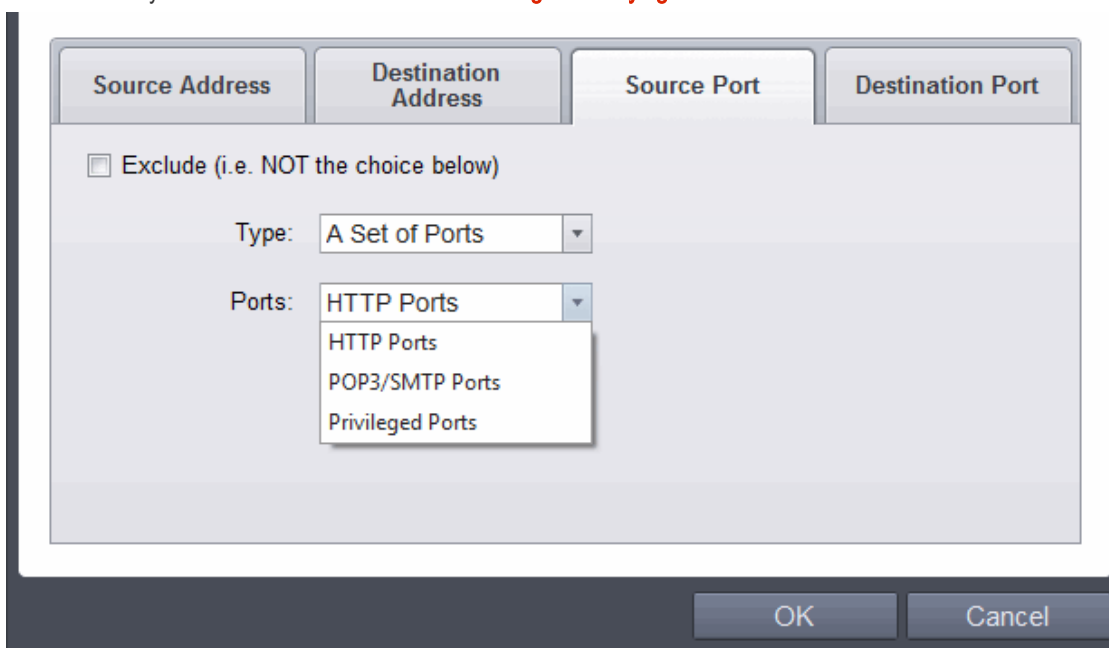 Source Address
Destination
Address
Source Port
Destination Port
Exclude (i.e. NOT the choice below)
Type: A Set of Ports
Ports: HTTP Ports
HTTP Ports
POP3/SMTP Ports
Privileged Ports
OK Cancel